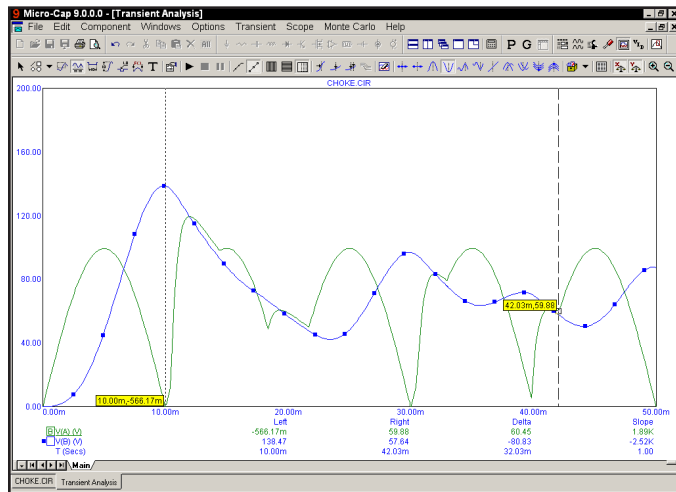 Micro-Cap 9.0.0.0 - [Transient Analysis]
File Edit Component Windows Options Transient Scope Monte Carlo Help
P G
T
CHOKE.CIR
200.00
160.00
120.00
80.00
40.00
0.00
42.03m,59.88
10.00m,-566.17m
0.00m 10.00m 20.00m 30.00m 40.00m 50.00m
Left Right Delta Slope
V(A) (V) -566.17m 59.88 60.45 1.89K
V(B) (V) 138.47 57.64 -80.83 -2.52K
T (Secs) 10.00m 42.03m 32.03m 1.00
Main
CHOKE.CIR Transient Analysis